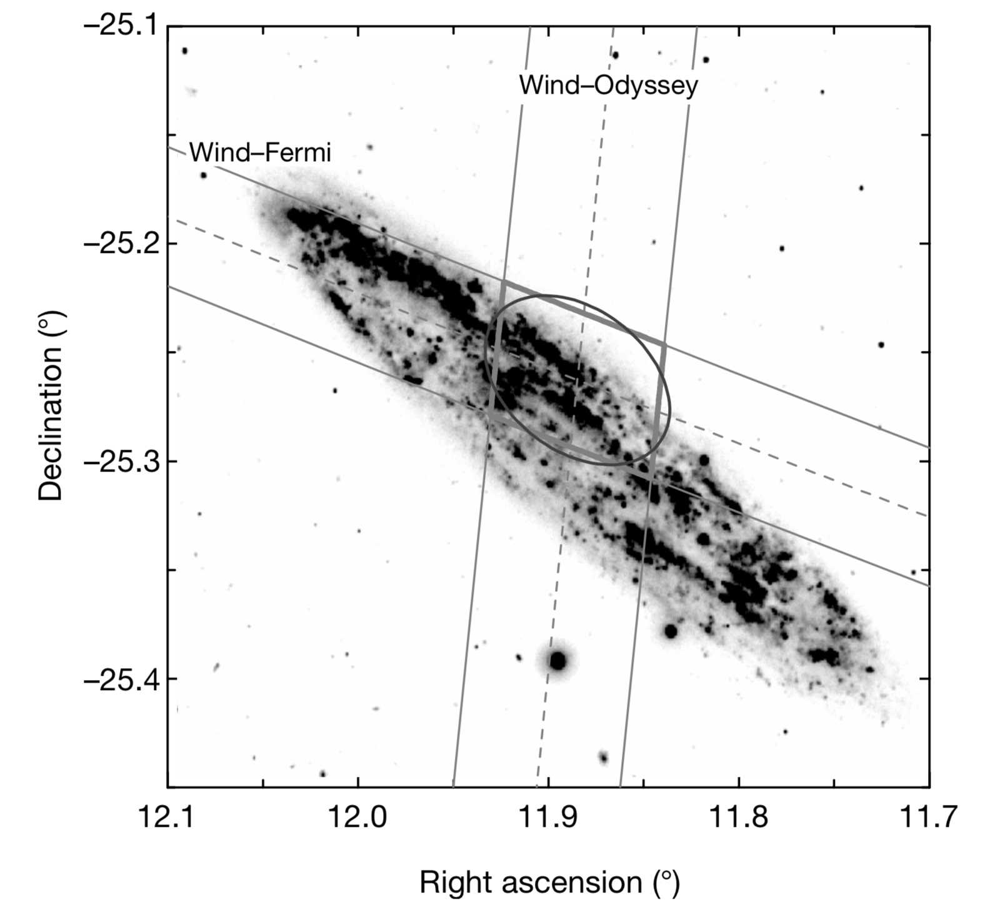 –25.1
Wind–Odyssey
Wind–Fermi
–25.2
Declination (°)
–25.3
–25.4
12.1 12.0 11.9 11.8 11.7
Right ascension (°)